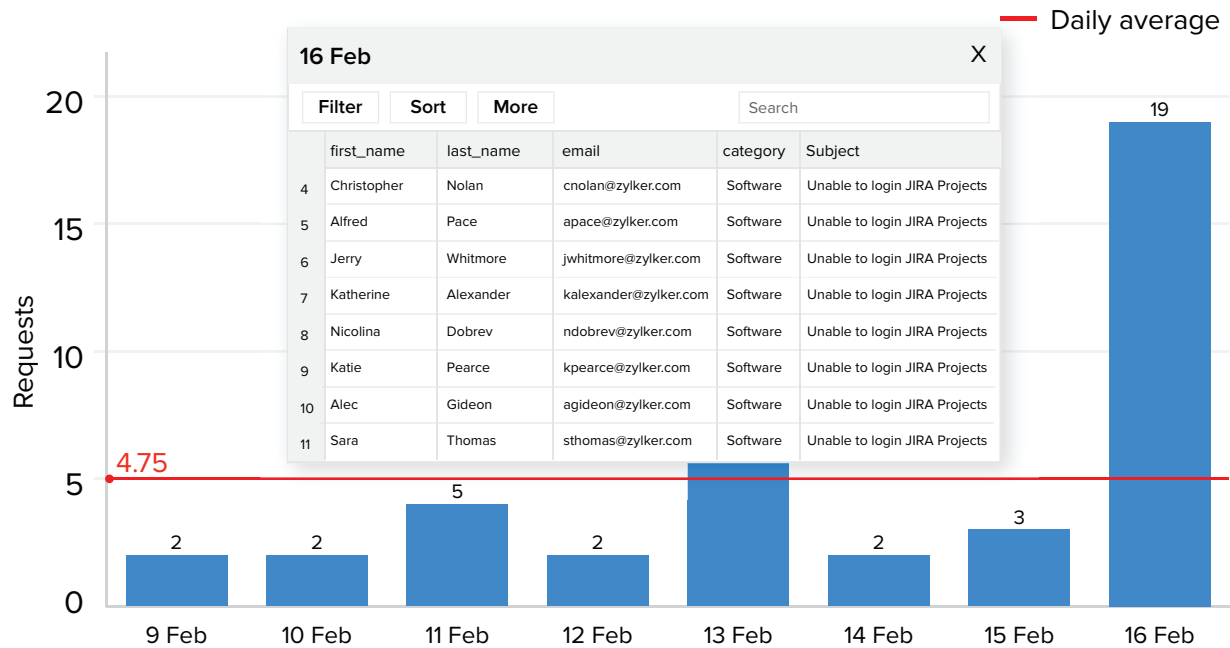 Daily average
16 Feb X
Filter Sort More Search
first_name last_name email category Subject
4 Christopher Nolan cnolan@zylker.com Software Unable to login JIRA Projects
5 Alfred Pace apace@zylker.com Software Unable to login JIRA Projects
6 Jerry Whitmore jwhitmore@zylker.com Software Unable to login JIRA Projects
7 Katherine Alexander kalexander@zylker.com Software Unable to login JIRA Projects
8 Nicolina Dobrev ndobrev@zylker.com Software Unable to login JIRA Projects
9 Katie Pearce kpearce@zylker.com Software Unable to login JIRA Projects
10 Alec Gideon agideon@zylker.com Software Unable to login JIRA Projects
11 Sara Thomas sthomas@zylker.com Software Unable to login JIRA Projects
Requests
20
15
10
5
0
4.75
2 2 5 2 2 3 19
9 Feb 10 Feb 11 Feb 12 Feb 13 Feb 14 Feb 15 Feb 16 Feb